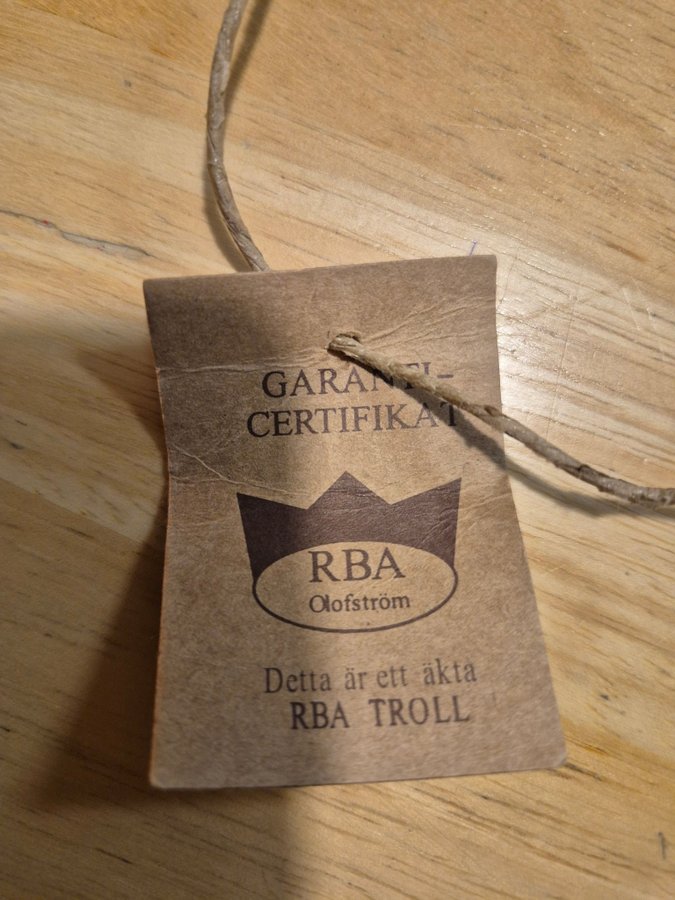 GARANTI-
CERTIFIKAT
RBA
Olofström
Detta är ett äkta
RBA TROLL